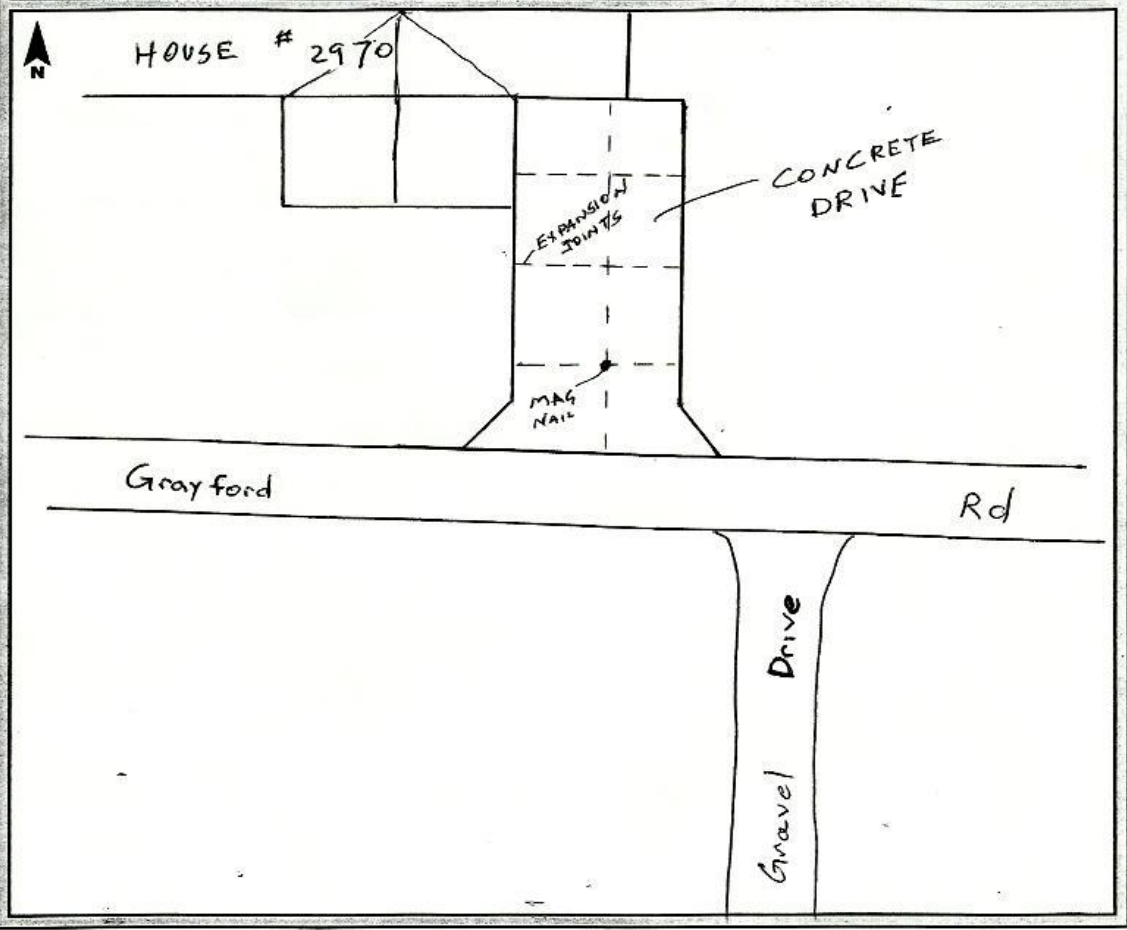 N
HOUSE # 2970
CONCRETE
DRIVE
EXPANSION
JOINTS
MAG
NAIL
Grayford Rd
Gravel Drive